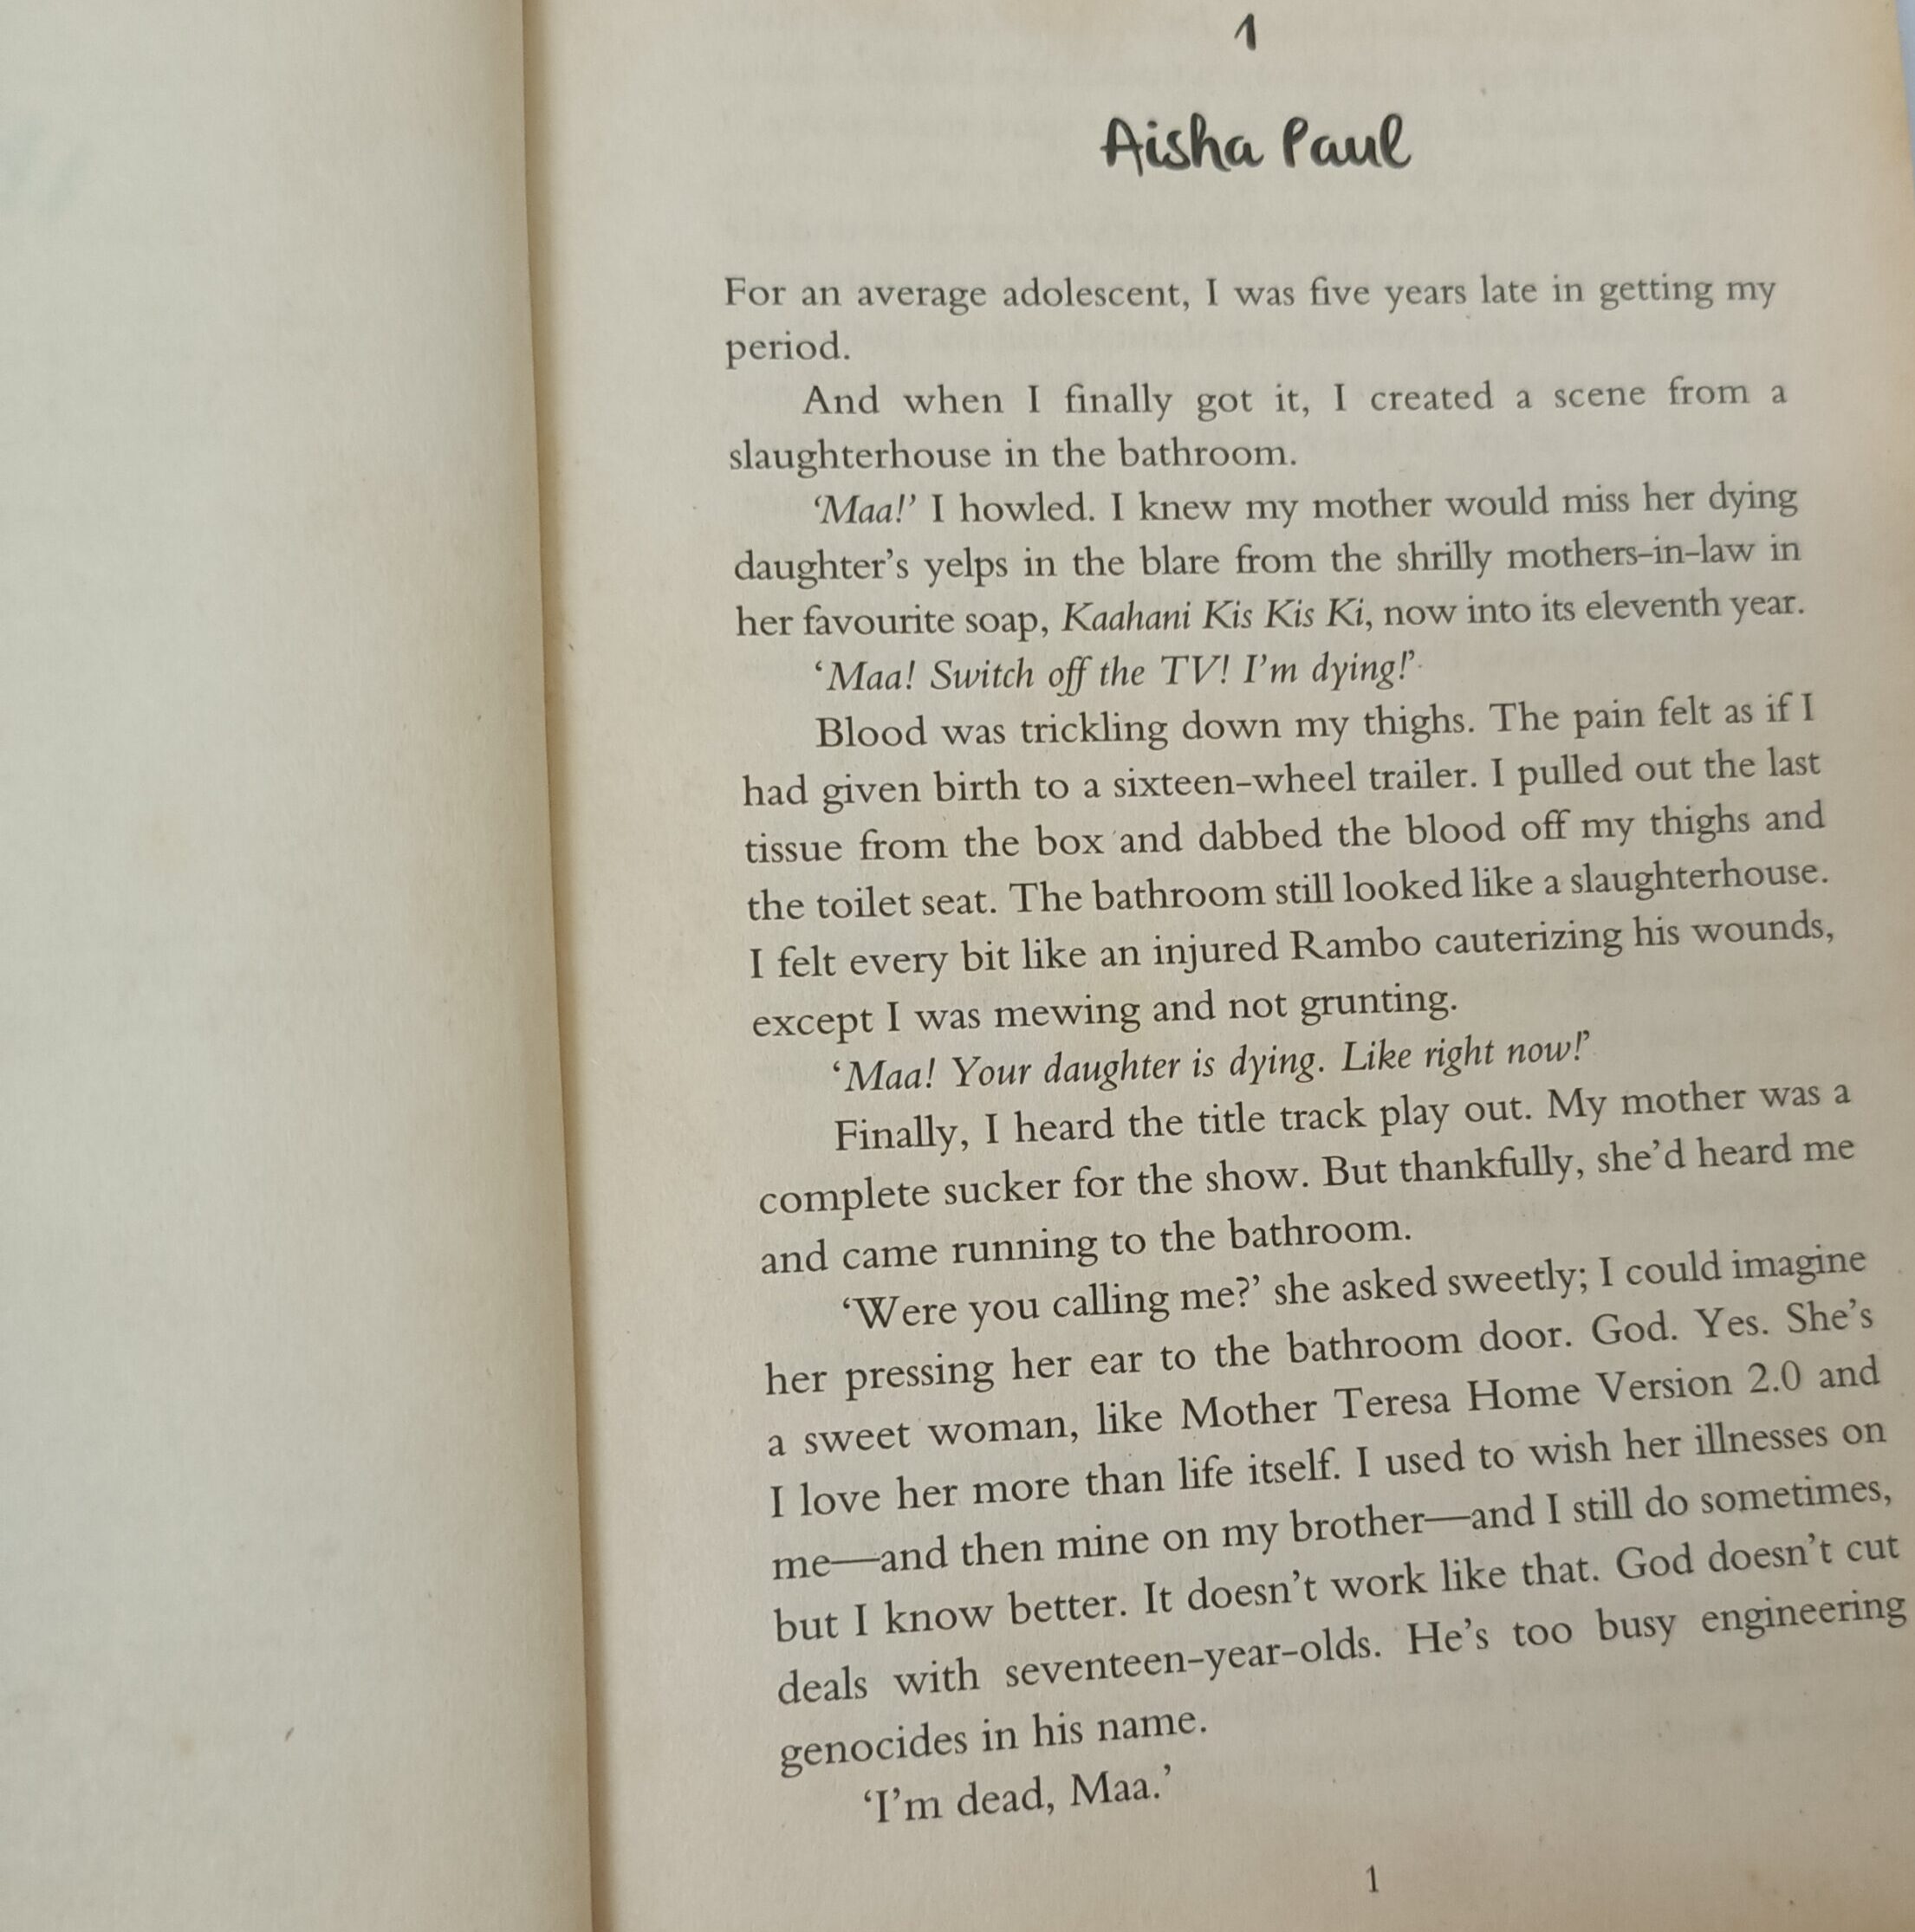 1
Aisha Paul
For an average adolescent, I was five years late in getting my
period.
And when I finally got it, I created a scene from a
slaughterhouse in the bathroom.
‘Maa!’ I howled. I knew my mother would miss her dying
daughter’s yelps in the blare from the shrilly mothers-in-law in
her favourite soap, Kaahani Kis Kis Ki, now into its eleventh year.
‘Maa! Switch off the TV! I’m dying!’
Blood was trickling down my thighs. The pain felt as if I
had given birth to a sixteen-wheel trailer. I pulled out the last
tissue from the box and dabbed the blood off my thighs and
the toilet seat. The bathroom still looked like a slaughterhouse.
I felt every bit like an injured Rambo cauterizing his wounds,
except I was mewing and not grunting.
‘Maa! Your daughter is dying. Like right now!’
Finally, I heard the title track play out. My mother was a
complete sucker for the show. But thankfully, she’d heard me
and came running to the bathroom.
‘Were you calling me?’ she asked sweetly; I could imagine
her pressing her ear to the bathroom door. God. Yes. She’s
a sweet woman, like Mother Teresa Home Version 2.0 and
I love her more than life itself. I used to wish her illnesses on
me—and then mine on my brother—and I still do sometimes,
but I know better. It doesn’t work like that. God doesn’t cut
deals with seventeen-year-olds. He’s too busy engineering
genocides in his name.
‘I’m dead, Maa.’
1